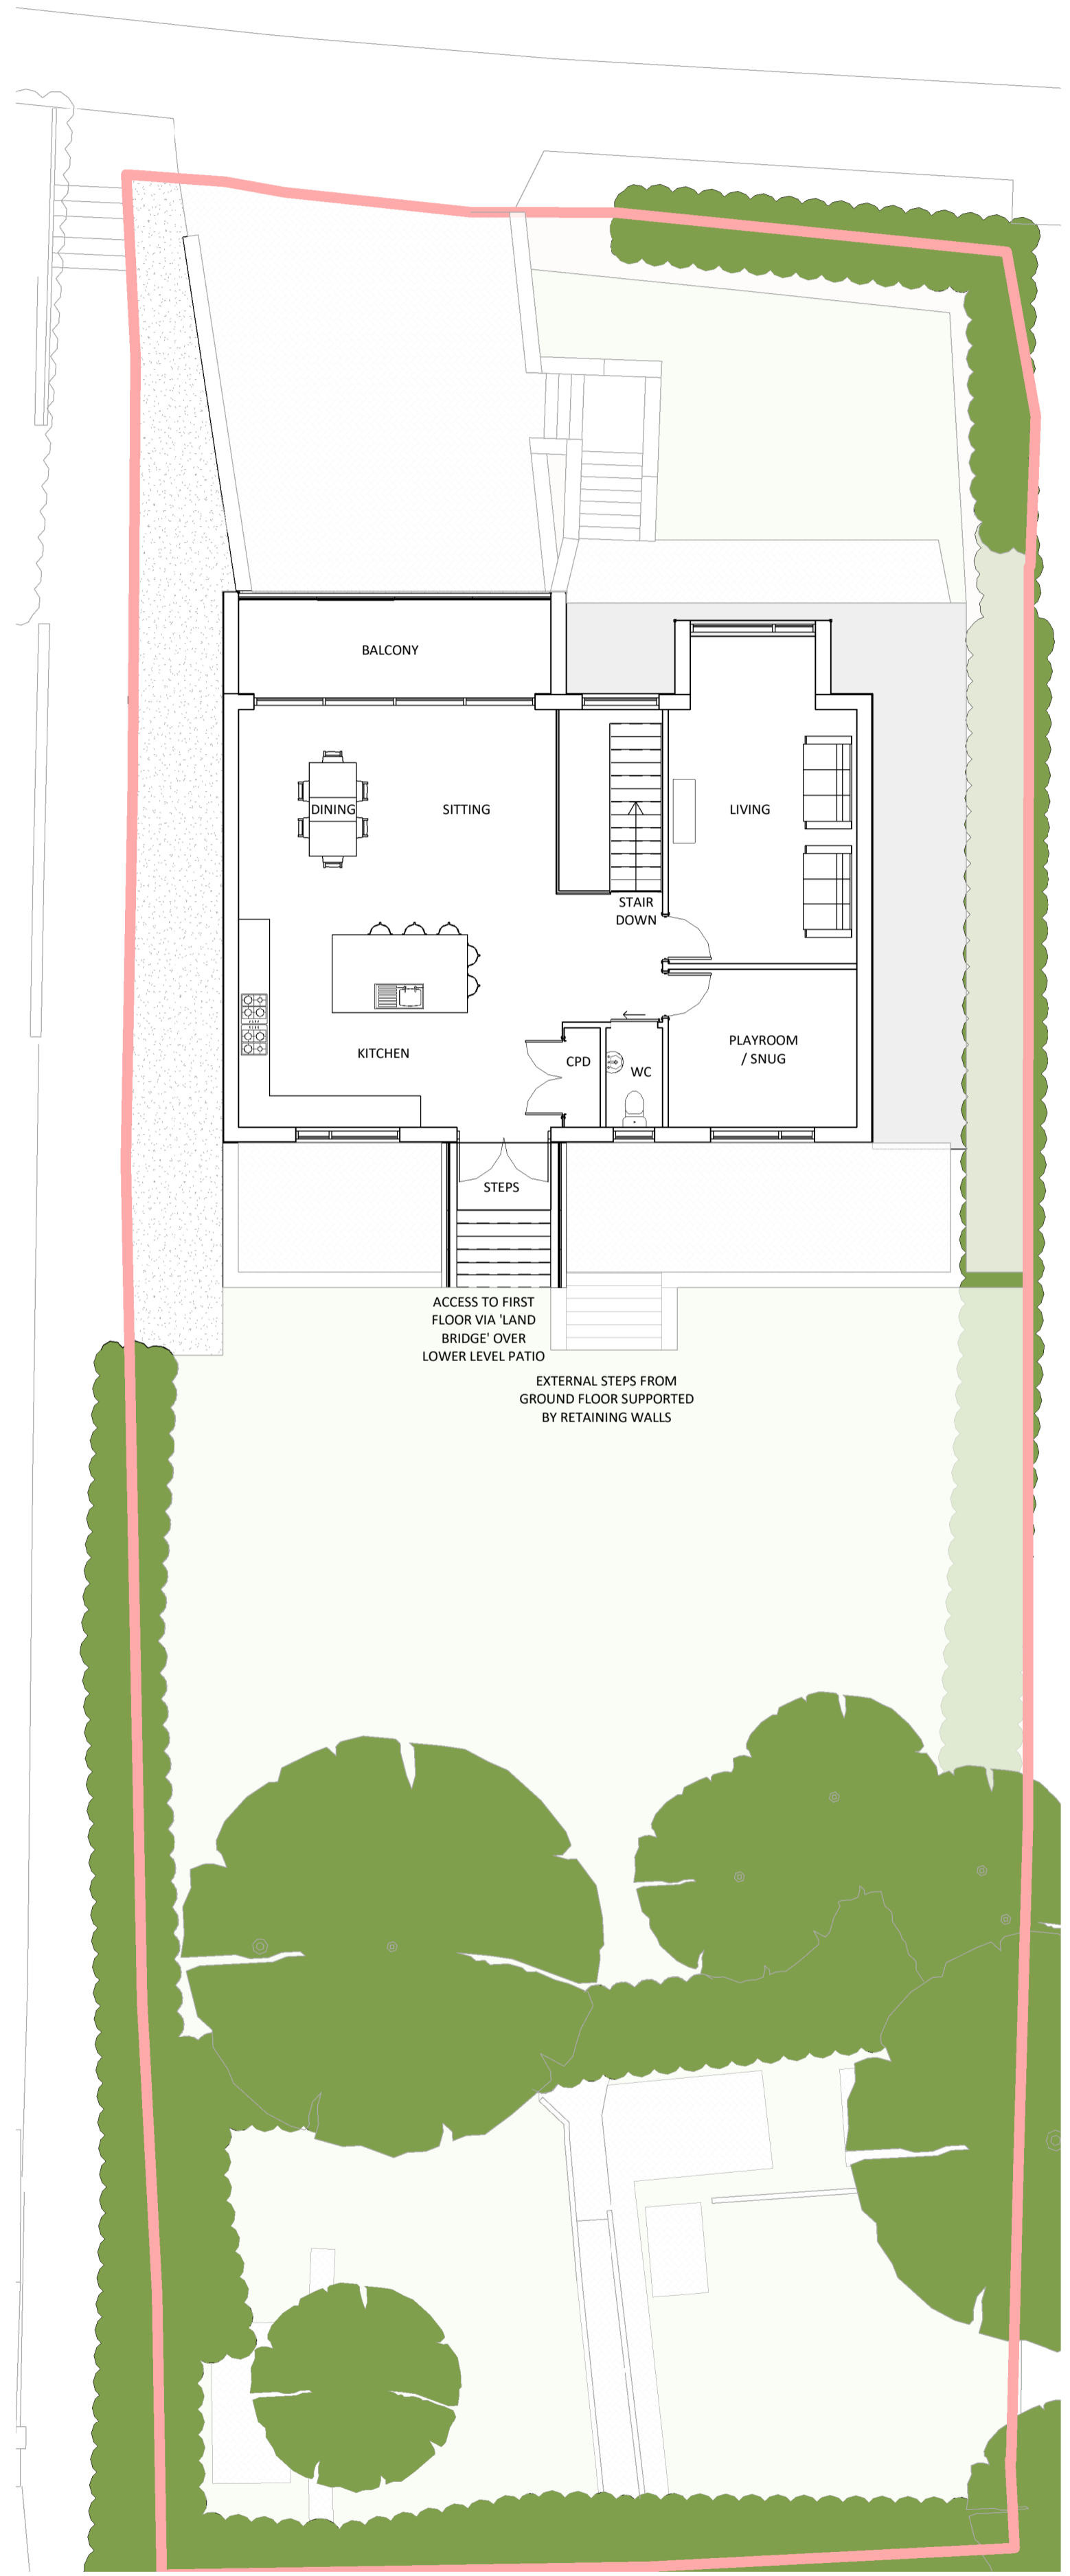 BALCONY
DINING
SITTING
LIVING
STAIR
DOWN
KITCHEN
CPD
WC
PLAYROOM
/ SNUG
STEPS
ACCESS TO FIRST
FLOOR VIA 'LAND
BRIDGE' OVER
LOWER LEVEL PATIO
EXTERNAL STEPS FROM
GROUND FLOOR SUPPORTED
BY RETAINING WALLS